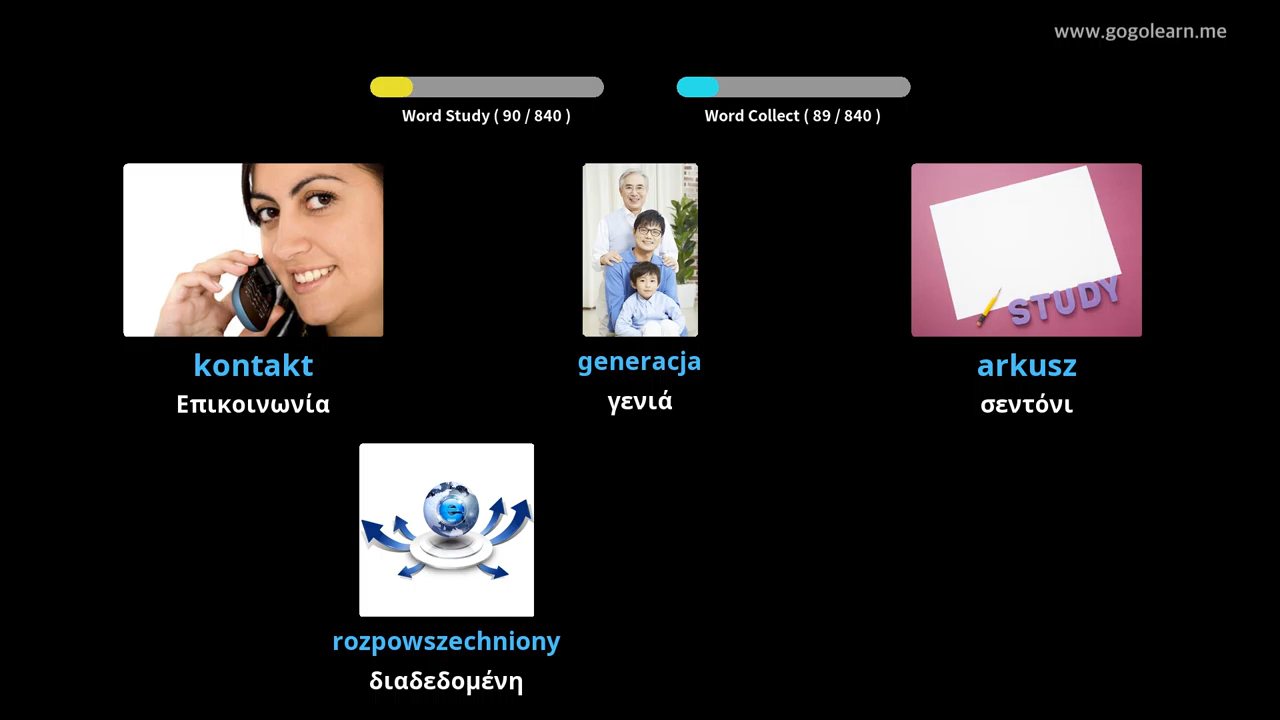 www.gogolearn.me
Word Study ( 90 / 840 )
Word Collect ( 89 / 840 )
STUDY
kontakt
generacja
arkusz
Επικοινωνία
γενιά
σεντόνι
e
rozpowszechniony
διαδεδομένη